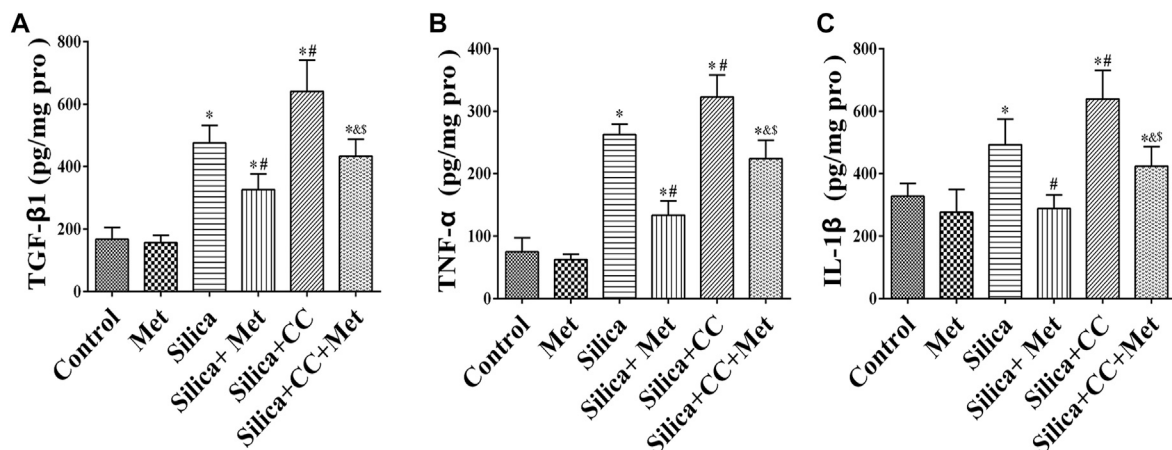 A
TGF-β1 (pg/mg pro )
800
600
400
200
0
*
*#
*#
*&$
Control
Met
Silica
Silica+ Met
Silica+CC
Silica+CC+Met
B
TNF-α (pg/mg pro )
400
300
200
100
0
*
*#
*#
*&$
Control
Met
Silica
Silica+ Met
Silica+CC
Silica+CC+Met
C
IL-1β (pg/mg pro )
800
600
400
200
0
*
#
*#
*&$
Control
Met
Silica
Silica+ Met
Silica+CC
Silica+CC+Met